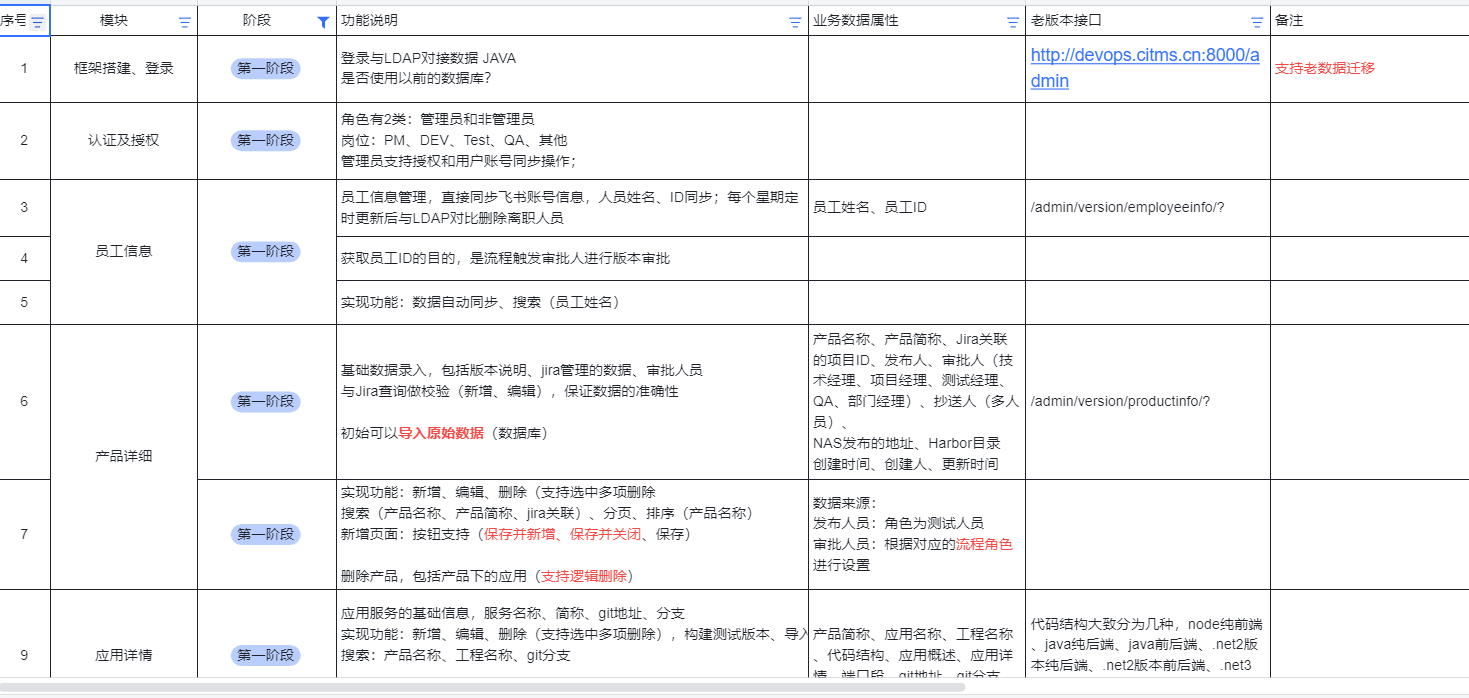 序号 模块 阶段 功能说明 业务数据属性 老版本接口 备注
1 框架搭建、登录 第一阶段
登录与LDAP对接数据 JAVA
是否使用以前的数据库？
http://devops.citms.cn:8000/a
dmin
支持老数据迁移
2 认证及授权 第一阶段
角色有2类：管理员和非管理员
岗位：PM、DEV、Test、QA、其他
管理员支持授权和用户账号同步操作；
3
员工信息 第一阶段
员工信息管理，直接同步飞书账号信息，人员姓名、ID同步；每个星期定
时更新后与LDAP对比删除离职人员
员工姓名、员工ID
/admin/version/employeeinfo/?
4
获取员工ID的目的，是流程触发审批人进行版本审批
5
实现功能：数据自动同步、搜索（员工姓名）
6
产品详细
第一阶段
基础数据录入，包括版本说明、jira管理的数据、审批人员
与Jira查询做校验（新增、编辑），保证数据的准确性
初始可以导入原始数据（数据库）
产品名称、产品简称、Jira关联
的项目ID、发布人、审批人（技
术经理、项目经理、测试经理、
QA、部门经理）、抄送人（多人
员）、
NAS发布的地址、Harbor目录
创建时间、创建人、更新时间
/admin/version/productinfo/?
7
第一阶段
实现功能：新增、编辑、删除（支持选中多项删除
搜索（产品名称、产品简称、jira关联）、分页、排序（产品名称）
新增页面：按钮支持（保存并新增、保存并关闭、保存）
删除产品，包括产品下的应用（支持逻辑删除）
数据来源：
发布人员：角色为测试人员
审批人员：根据对应的流程角色
进行设置
9 应用详情 第一阶段
应用服务的基础信息，服务名称、简称、git地址、分支
实现功能：新增、编辑、删除（支持选中多项删除），构建测试版本、导入
搜索：产品名称、工程名称、git分支
产品简称、应用名称、工程名称
、代码结构、应用概述、应用详
情、端口段、git地址、git分支
代码结构大致分为几种，node纯前端
、java纯后端、java前后端、.net2版
本纯后端、.net2版本前后端、.net3